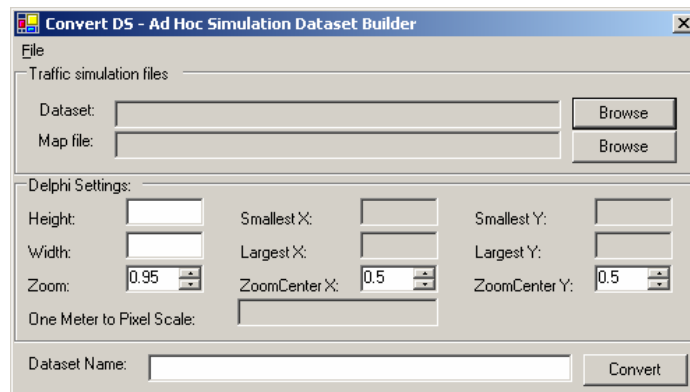 Convert DS - Ad Hoc Simulation Dataset Builder
File
Traffic simulation files
Dataset: Browse
Map file: Browse
Delphi Settings:
Height: Smallest X: Smallest Y:
Width: Largest X: Largest Y:
Zoom: 0.95 ZoomCenter X: 0.5 ZoomCenter Y: 0.5
One Meter to Pixel Scale:
Dataset Name: Convert